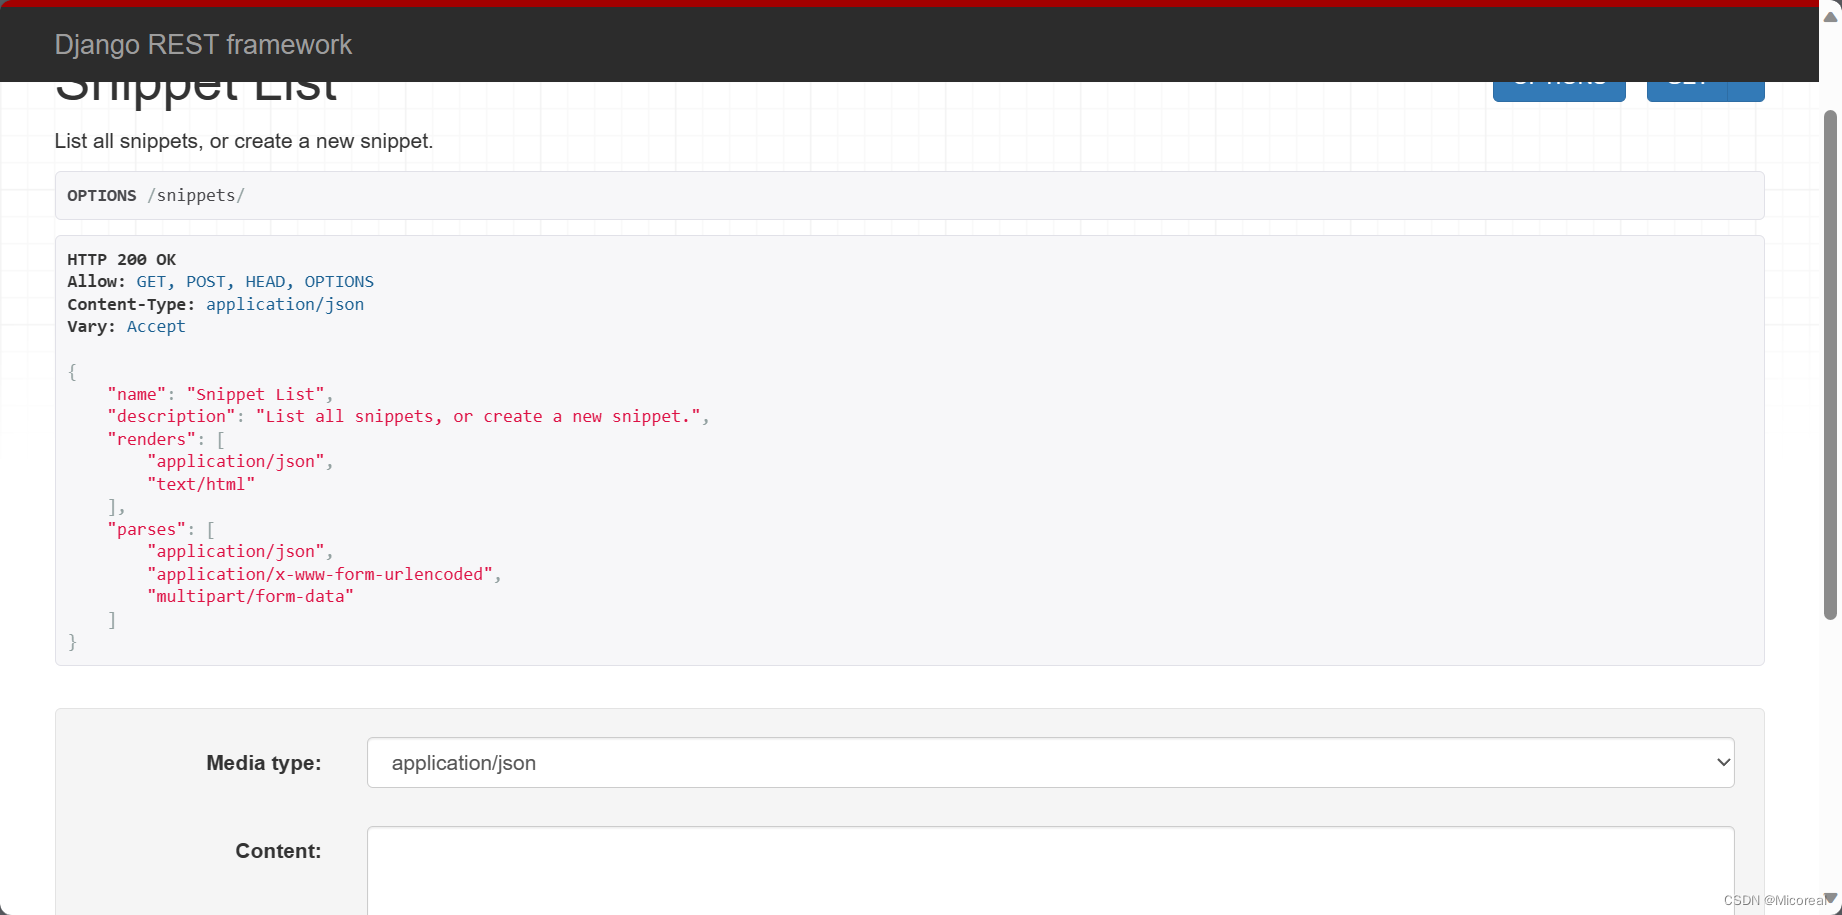 Django REST framework
Snippet List
OPTIONS GET
List all snippets, or create a new snippet.
OPTIONS /snippets/
HTTP 200 OK
Allow: GET, POST, HEAD, OPTIONS
Content-Type: application/json
Vary: Accept
{
    "name": "Snippet List",
    "description": "List all snippets, or create a new snippet.",
    "renders": [
        "application/json",
        "text/html"
    ],
    "parses": [
        "application/json",
        "application/x-www-form-urlencoded",
        "multipart/form-data"
    ]
}
Media type: application/json
Content:
CSDN @Micoreal